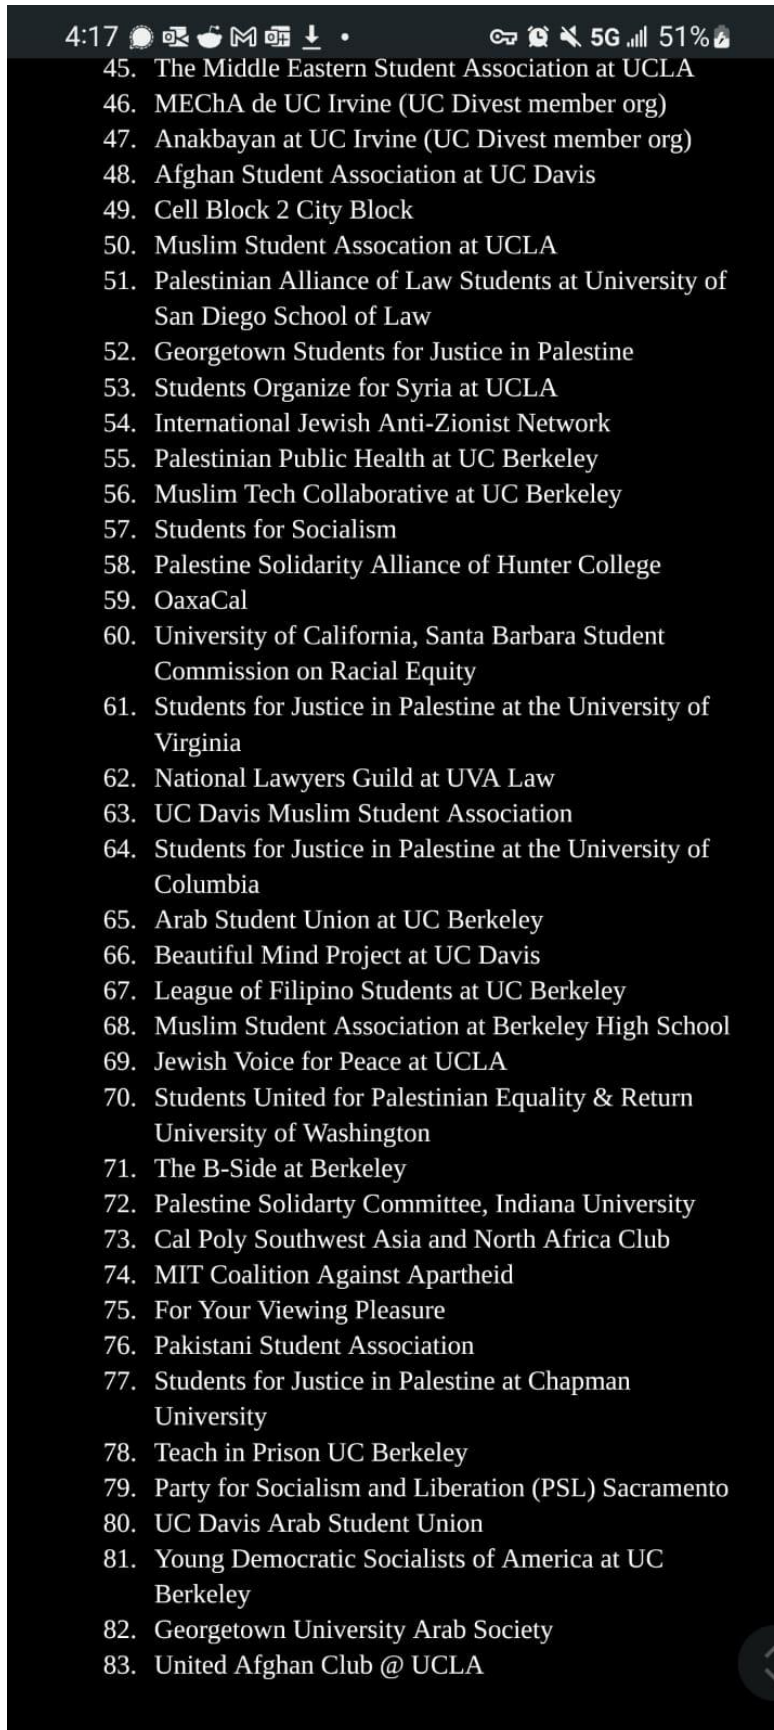 4:17
5G 51%
45. The Middle Eastern Student Association at UCLA
46. MEChA de UC Irvine (UC Divest member org)
47. Anakbayan at UC Irvine (UC Divest member org)
48. Afghan Student Association at UC Davis
49. Cell Block 2 City Block
50. Muslim Student Assocation at UCLA
51. Palestinian Alliance of Law Students at University of
San Diego School of Law
52. Georgetown Students for Justice in Palestine
53. Students Organize for Syria at UCLA
54. International Jewish Anti-Zionist Network
55. Palestinian Public Health at UC Berkeley
56. Muslim Tech Collaborative at UC Berkeley
57. Students for Socialism
58. Palestine Solidarity Alliance of Hunter College
59. OaxaCal
60. University of California, Santa Barbara Student
Commission on Racial Equity
61. Students for Justice in Palestine at the University of
Virginia
62. National Lawyers Guild at UVA Law
63. UC Davis Muslim Student Association
64. Students for Justice in Palestine at the University of
Columbia
65. Arab Student Union at UC Berkeley
66. Beautiful Mind Project at UC Davis
67. League of Filipino Students at UC Berkeley
68. Muslim Student Association at Berkeley High School
69. Jewish Voice for Peace at UCLA
70. Students United for Palestinian Equality & Return
University of Washington
71. The B-Side at Berkeley
72. Palestine Solidarty Committee, Indiana University
73. Cal Poly Southwest Asia and North Africa Club
74. MIT Coalition Against Apartheid
75. For Your Viewing Pleasure
76. Pakistani Student Association
77. Students for Justice in Palestine at Chapman
University
78. Teach in Prison UC Berkeley
79. Party for Socialism and Liberation (PSL) Sacramento
80. UC Davis Arab Student Union
81. Young Democratic Socialists of America at UC
Berkeley
82. Georgetown University Arab Society
83. United Afghan Club @ UCLA